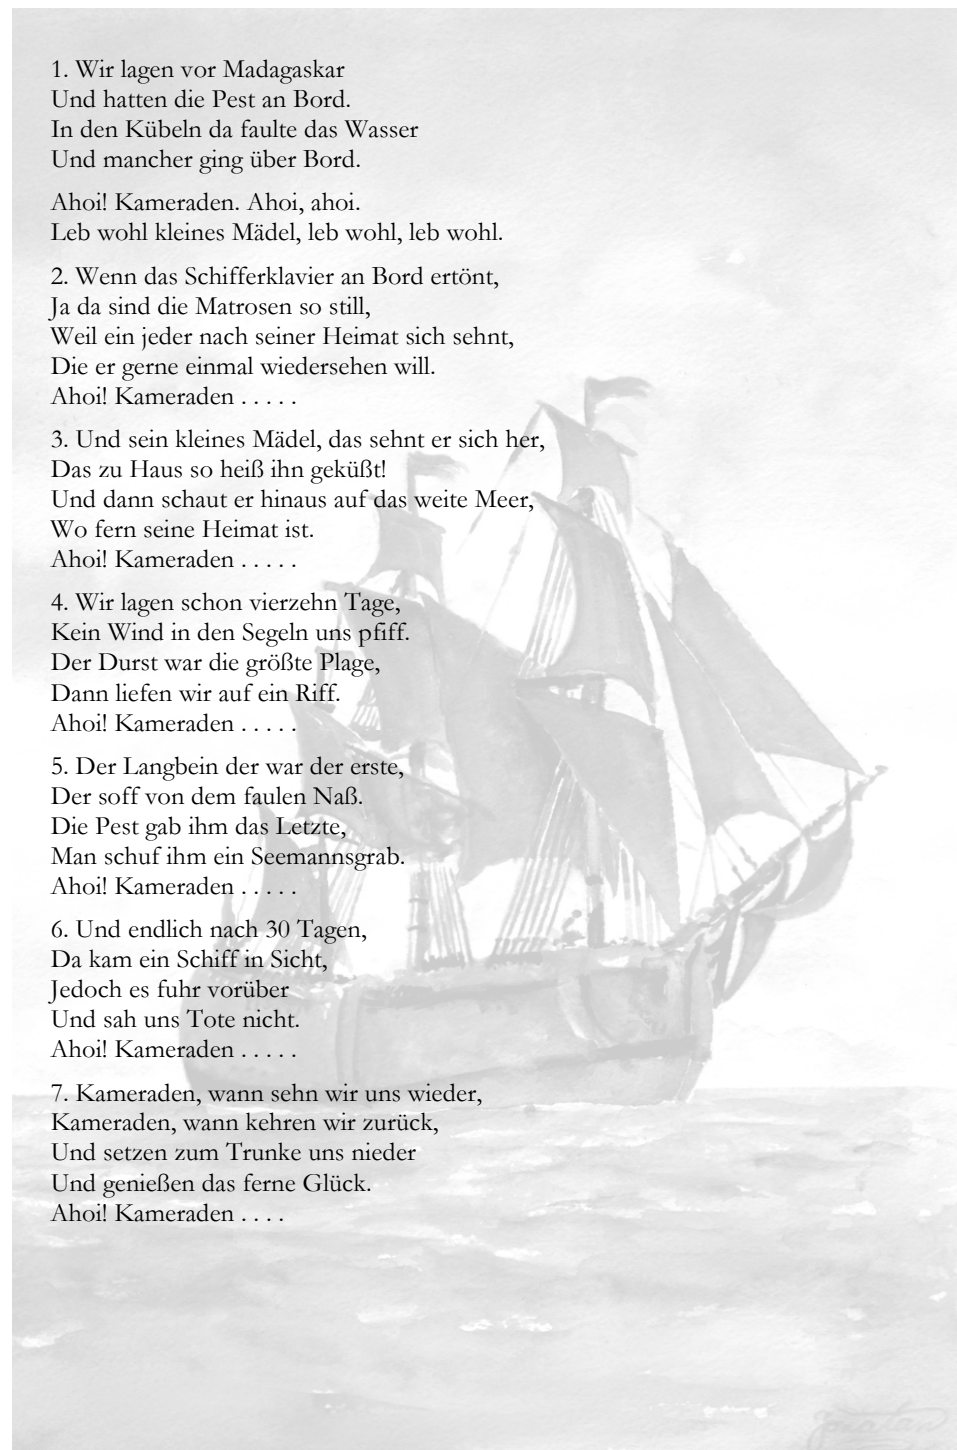 1. Wir lagen vor Madagaskar
Und hatten die Pest an Bord.
In den Kübeln da faulte das Wasser
Und mancher ging über Bord.
Ahoi! Kameraden. Ahoi, ahoi.
Leb wohl kleines Mädel, leb wohl, leb wohl.
2. Wenn das Schifferklavier an Bord ertönt,
Ja da sind die Matrosen so still,
Weil ein jeder nach seiner Heimat sich sehnt,
Die er gerne einmal wiedersehen will.
Ahoi! Kameraden . . . . .
3. Und sein kleines Mädel, das sehnt er sich her,
Das zu Haus so heiß ihn geküßt!
Und dann schaut er hinaus auf das weite Meer,
Wo fern seine Heimat ist.
Ahoi! Kameraden . . . . .
4. Wir lagen schon vierzehn Tage,
Kein Wind in den Segeln uns pfiff.
Der Durst war die größte Plage,
Dann liefen wir auf ein Riff.
Ahoi! Kameraden . . . . .
5. Der Langbein der war der erste,
Der soff von dem faulen Naß.
Die Pest gab ihm das Letzte,
Man schuf ihm ein Seemannsgrab.
Ahoi! Kameraden . . . . .
6. Und endlich nach 30 Tagen,
Da kam ein Schiff in Sicht,
Jedoch es fuhr vorüber
Und sah uns Tote nicht.
Ahoi! Kameraden . . . . .
7. Kameraden, wann sehn wir uns wieder,
Kameraden, wann kehren wir zurück,
Und setzen zum Trunke uns nieder
Und genießen das ferne Glück.
Ahoi! Kameraden . . . .